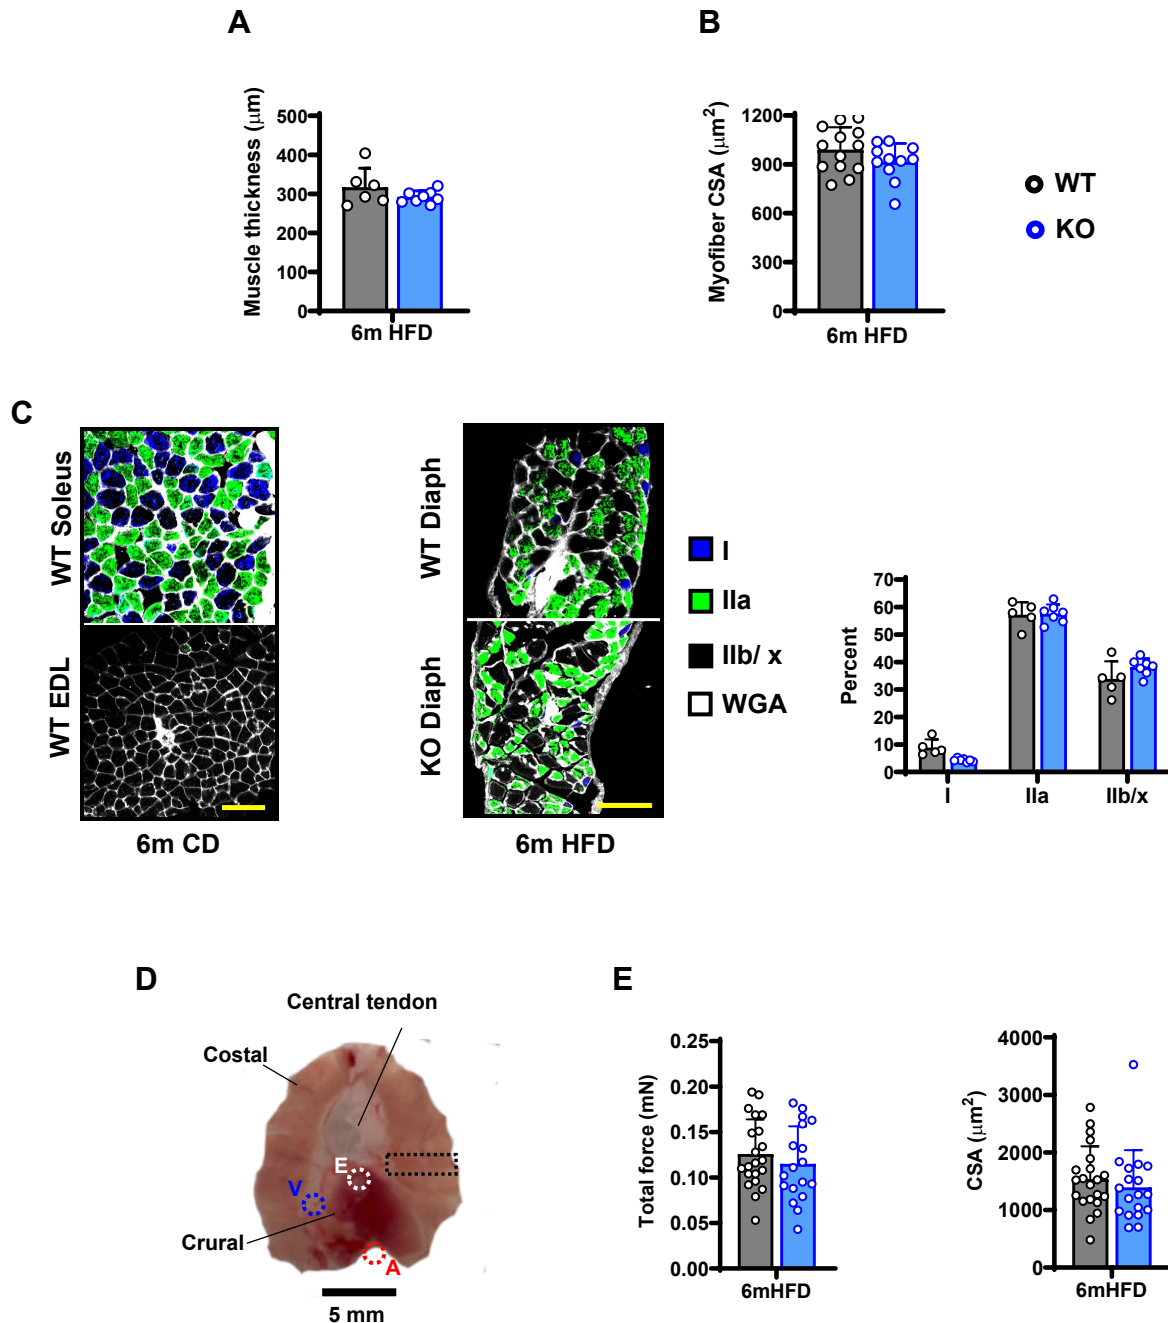 A
B
Muscle thickness (μm)
500
400
300
200
100
0
6m HFD
Myofiber CSA (μm²)
1200
900
600
300
0
6m HFD
WT
KO
C
WT Soleus
WT EDL
6m CD
WT Diaph
KO Diaph
6m HFD
I
IIa
IIb/ x
WGA
Percent
70
60
50
40
30
20
10
0
I
IIa
IIb/x
D
Central tendon
Costal
E
V
Crural
A
5 mm
E
Total force (mN)
0.25
0.20
0.15
0.10
0.05
0.00
6mHFD
CSA (μm²)
4000
3000
2000
1000
0
6mHFD